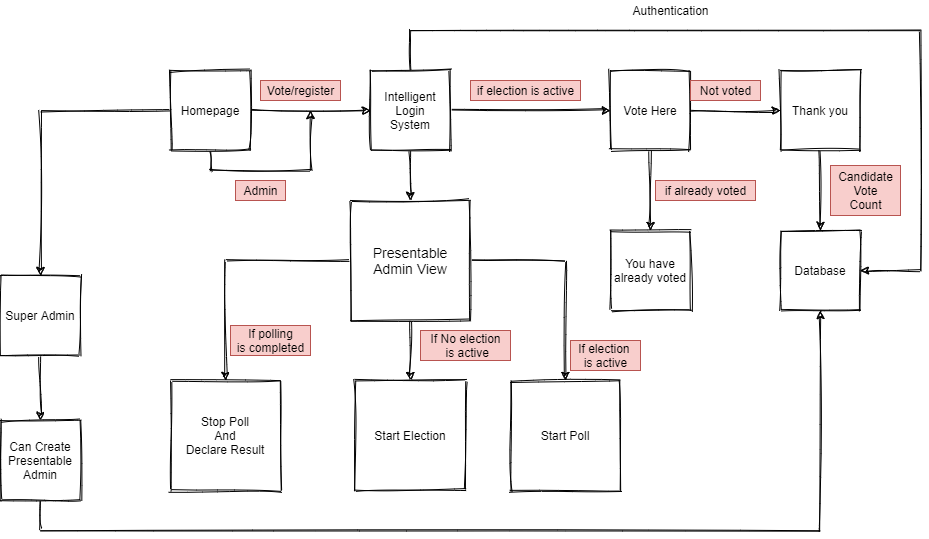 Authentication
Homepage
Vote/register
Admin
Intelligent
Login
System
if election is active
Vote Here
Not voted
Thank you
if already voted
Candidate
Vote
Count
Presentable
Admin View
You have
already voted
Database
Super Admin
If polling
is completed
If No election
is active
If election
is active
Can Create
Presentable
Admin
Stop Poll
And
Declare Result
Start Election
Start Poll